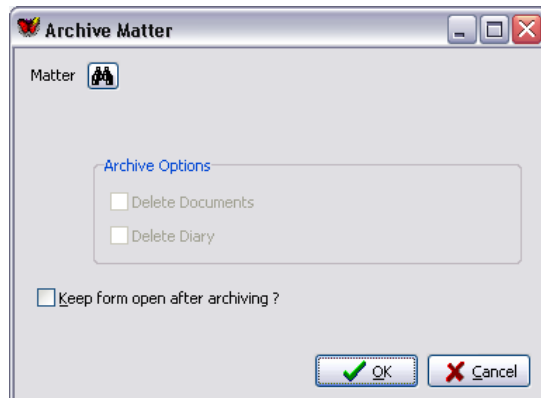 Archive Matter
Matter
Archive Options
Delete Documents
Delete Diary
Keep form open after archiving ?
OK Cancel